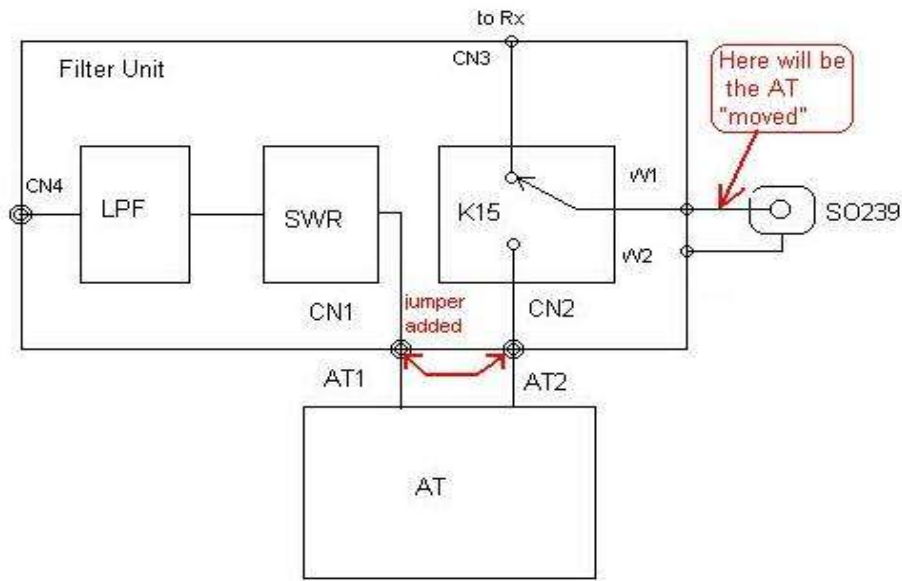 to Rx
CN3
Filter Unit
Here will be
the AT
"moved"
CN4
LPF
SWR
K15
W1
W2
SO239
CN1
jumper
added
CN2
AT1
AT2
AT